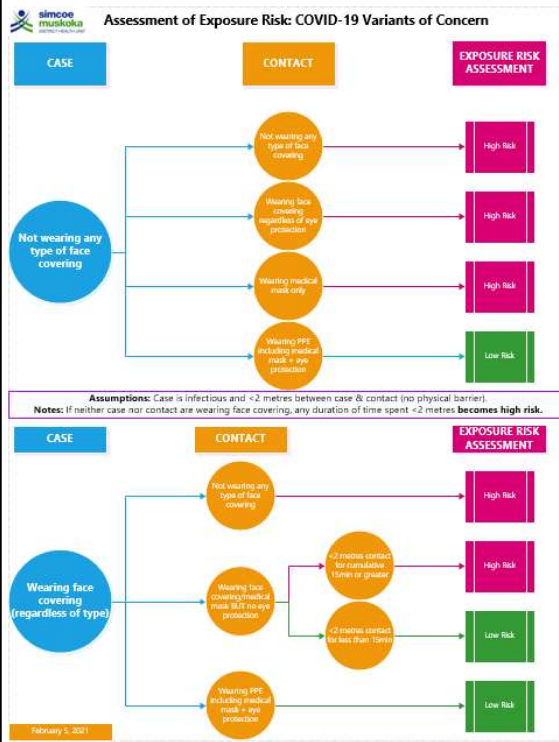 simcoe
muskoka
DISTRICT HEALTH UNIT
Assessment of Exposure Risk: COVID-19 Variants of Concern
CASE
CONTACT
EXPOSURE RISK
ASSESSMENT
Not wearing any
type of face
covering
Not wearing any
type of face
covering
High Risk
Wearing face
covering
regardless of eye
protection
High Risk
Wearing medical
mask only
High Risk
Wearing PPE
including medical
mask + eye
protection
Low Risk
Assumptions: Case is infectious and <2 metres between case & contact (no physical barrier).
Notes: If neither case nor contact are wearing face covering, any duration of time spent <2 metres becomes high risk.
CASE
CONTACT
EXPOSURE RISK
ASSESSMENT
Wearing face
covering
(regardless of type)
Not wearing any
type of face
covering
High Risk
Wearing face
covering/medical
mask BUT no eye
protection
<2 metres contact
for cumulative
15min or greater
High Risk
<2 metres contact
for less than 15min
Low Risk
Wearing PPE
including medical
mask + eye
protection
Low Risk
February 5, 2021